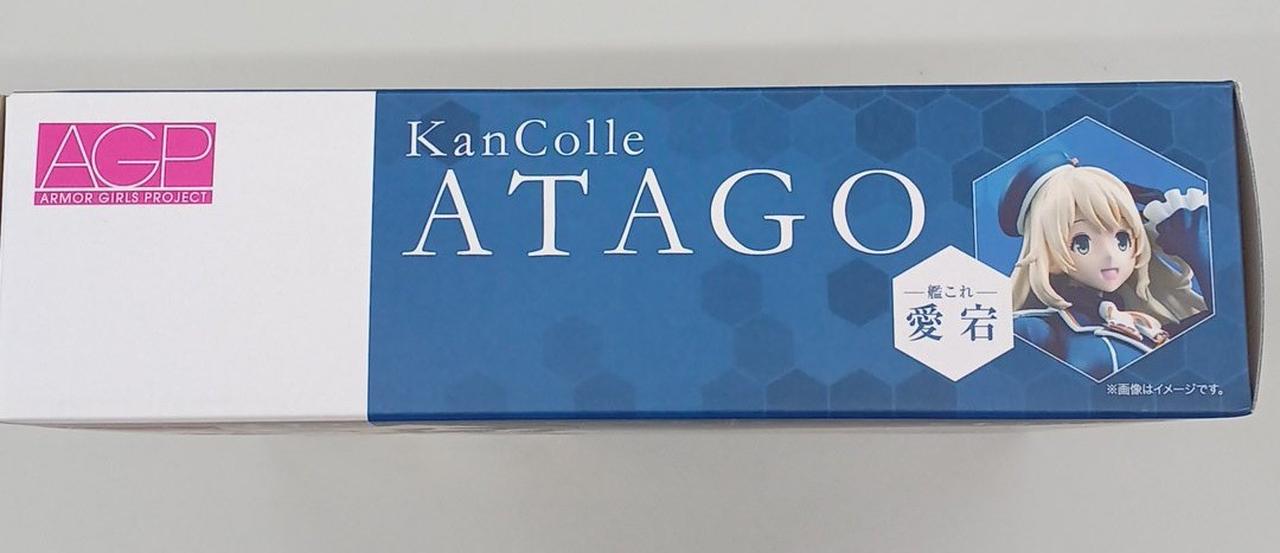 AGP
ARMOR GIRLS PROJECT
KanColle
ATAGO
艦これ
愛宕
※画像はイメージです。